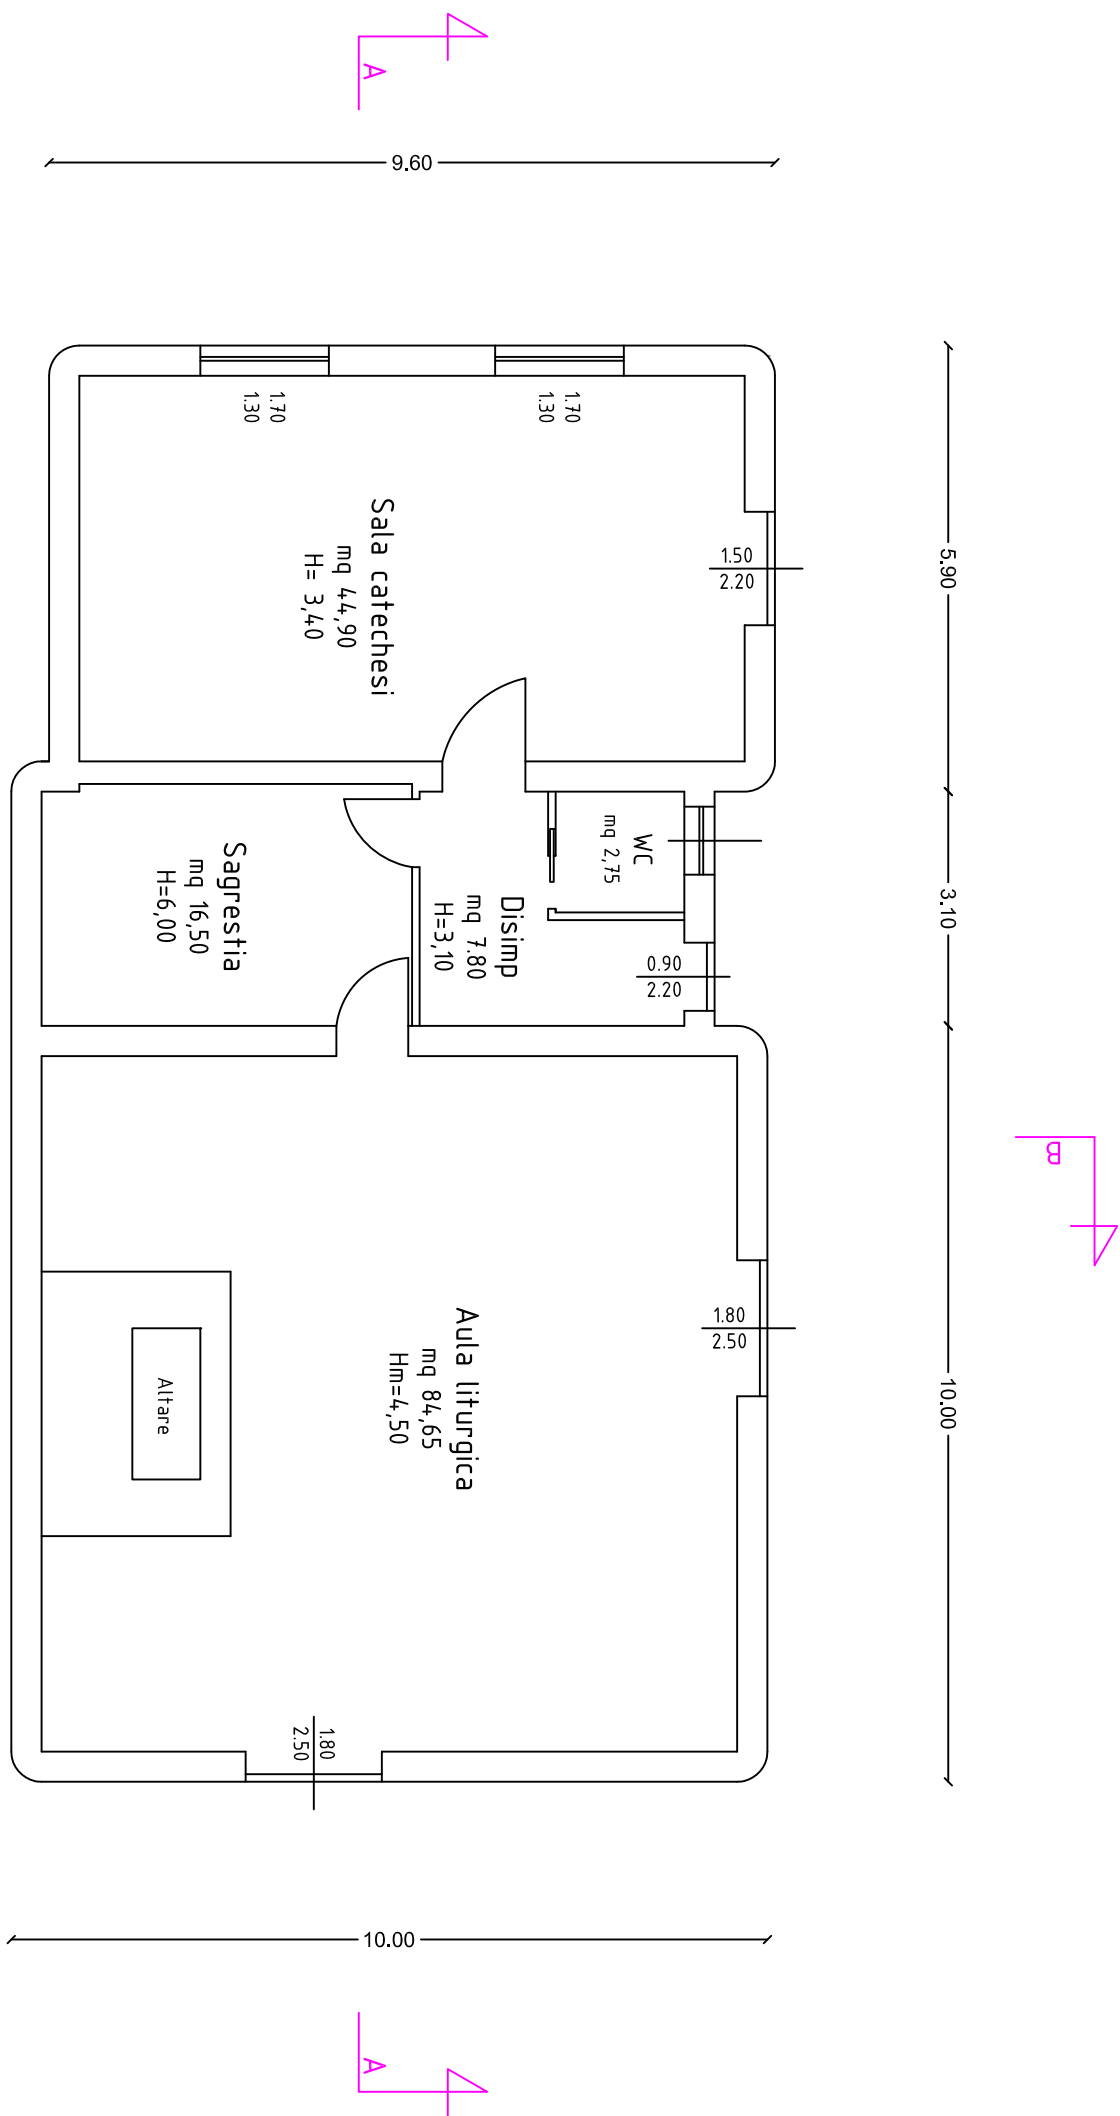 A
9.60
1.70
1.30
1.70
1.30
Sala catechesi
mq 44,90
H= 3,40
1.50
2.20
5.90
WC
mq 2,75
Disimp
mq 7.80
H=3,10
Sagrestia
mq 16,50
H=6,00
0.90
2.20
3.10
B
Aula liturgica
mq 84,65
Hm=4,50
Altare
1.80
2.50
10.00
1.80
2.50
10.00
A